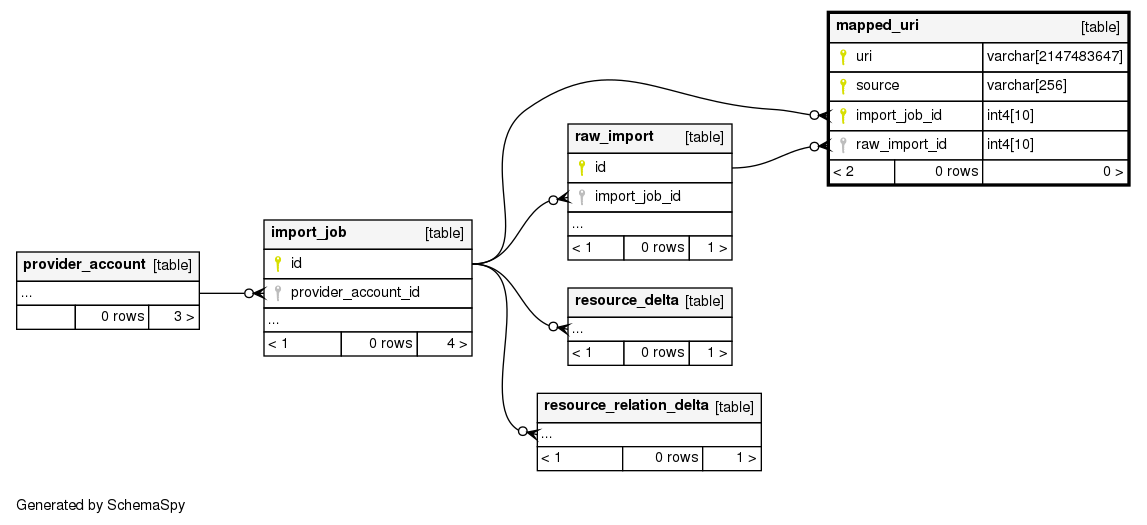 mapped_uri [table]
uri varchar[2147483647]
source varchar[256]
import_job_id int4[10]
raw_import_id int4[10]
< 2 0 rows 0 >
raw_import [table]
id
import_job_id
...
< 1 0 rows 1 >
import_job [table]
id
provider_account_id
...
< 1 0 rows 4 >
provider_account [table]
...
0 rows 3 >
resource_delta [table]
...
< 1 0 rows 1 >
resource_relation_delta [table]
...
< 1 0 rows 1 >
Generated by SchemaSpy